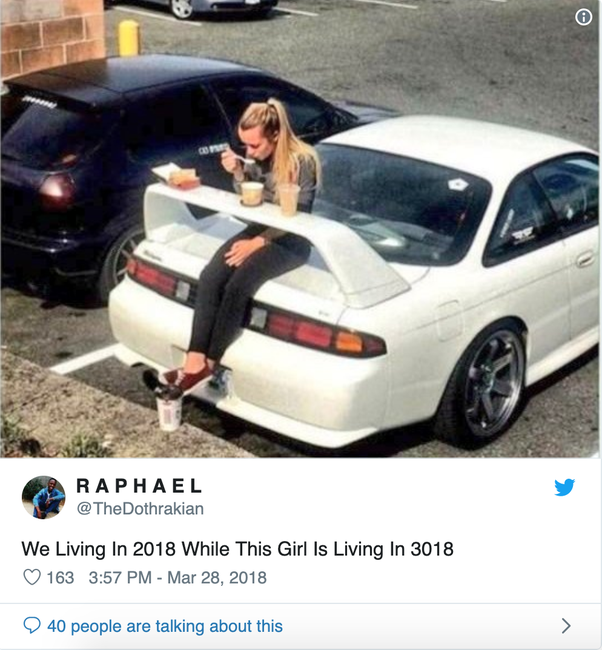 RAPHAEL
@TheDothrakian
We Living In 2018 While This Girl Is Living In 3018
163 3:57 PM - Mar 28, 2018
40 people are talking about this